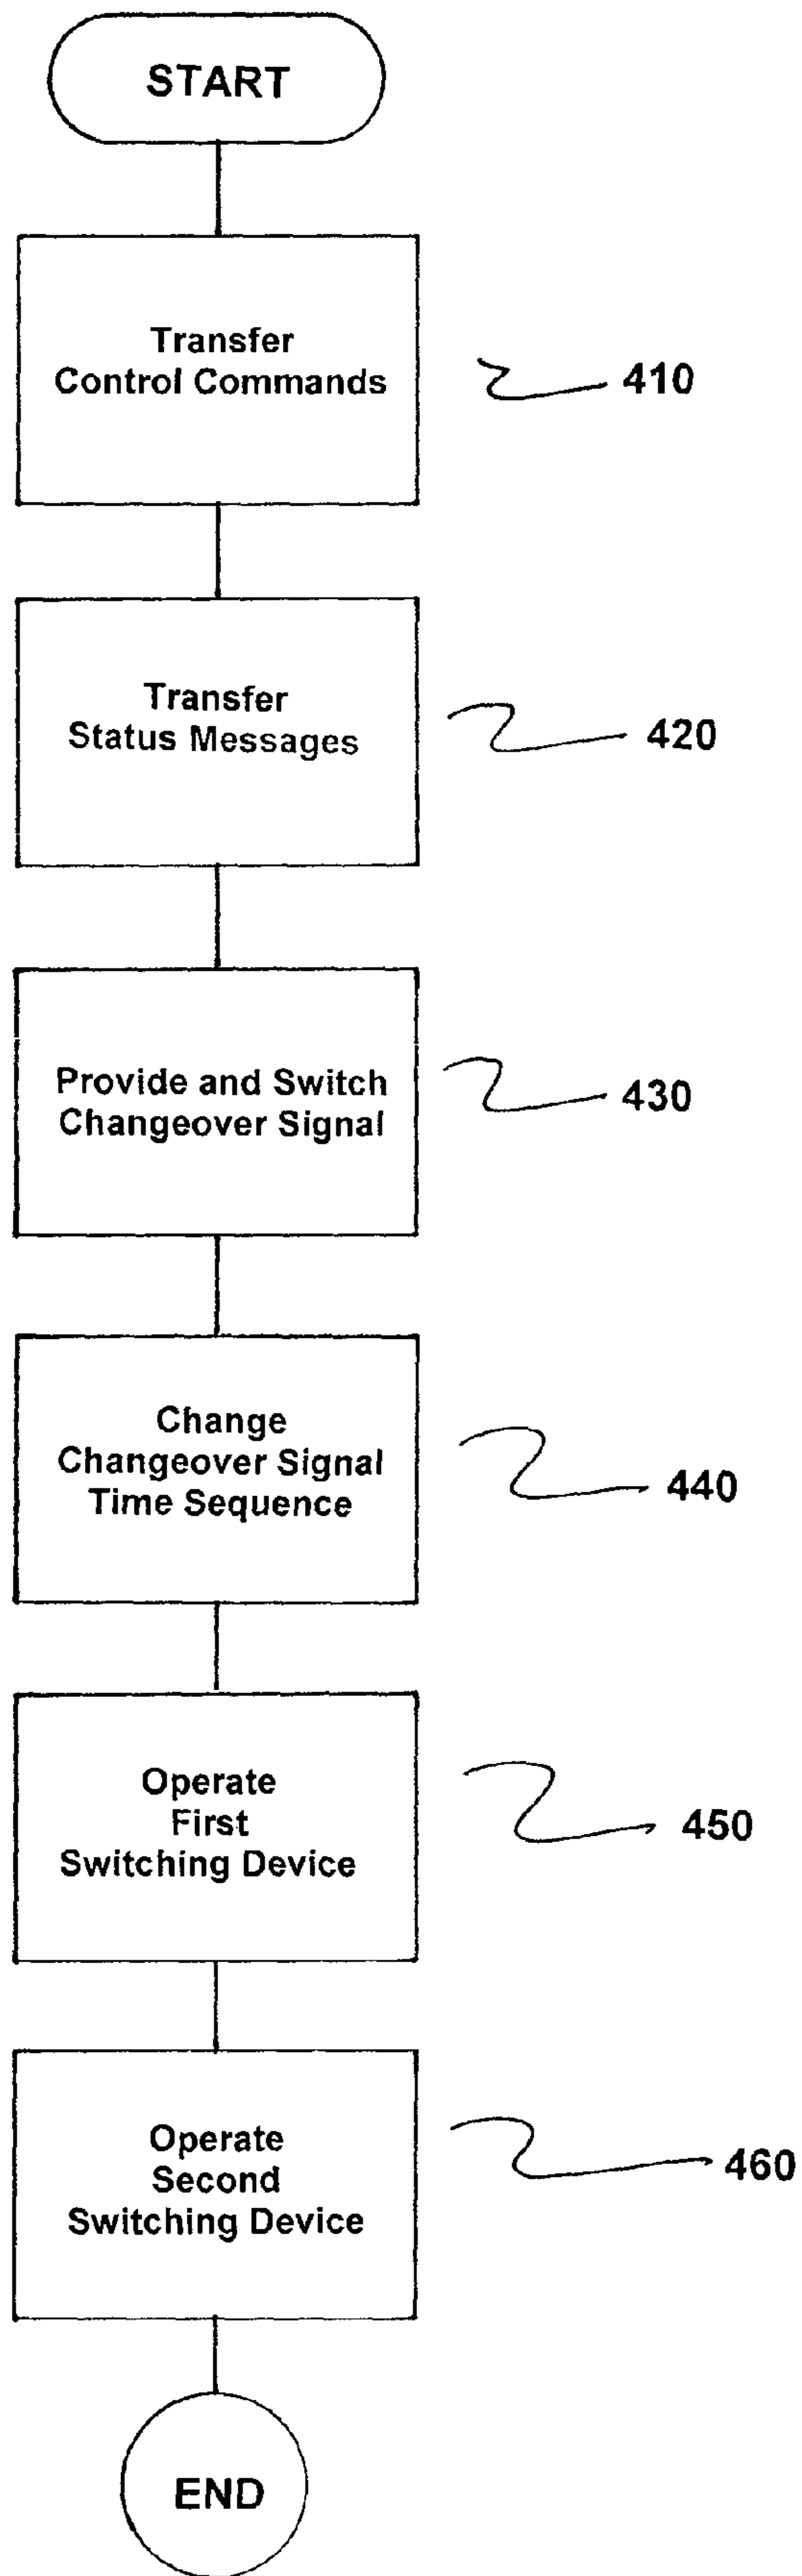 START
Transfer
Control Commands
410
Transfer
Status Messages
420
Provide and Switch
Changeover Signal
430
Change
Changeover Signal
Time Sequence
440
Operate
First
Switching Device
450
Operate
Second
Switching Device
460
END